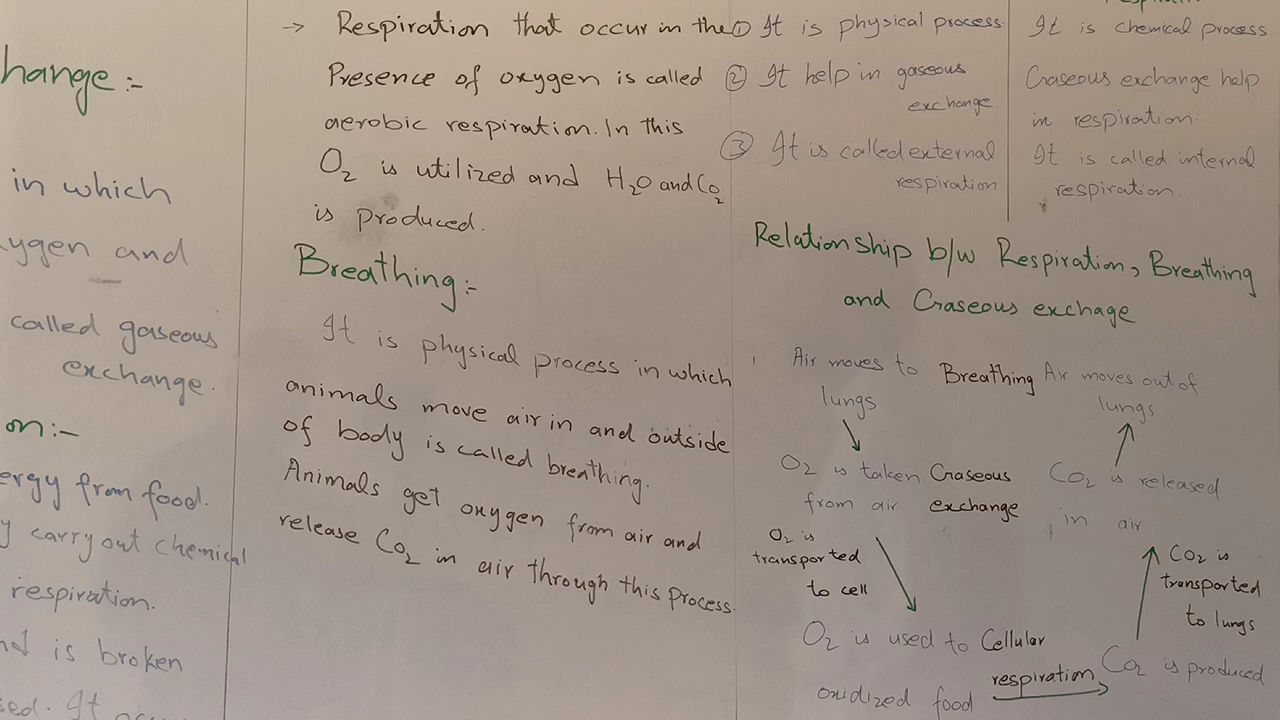 hange:-
in which
ygen and
called gaseous
exchange.
on:-
ergy from food.
y carry out chemical
respiration.
is broken
sed. It
→ Respiration that occur in the
Presence of oxygen is called
aerobic respiration. In this
O2 is utilized and H2O and Co2
is produced.
Breathing:-
It is physical process in which
animals move air in and outside
of body is called breathing.
Animals get oxygen from air and
release Co2 in air through this process.
① It is physical process.
② It help in gaseous
exchange.
③ It is called external
respiration
It is chemical process.
Gaseous exchange help
in respiration.
It is called internal
respiration.
Relationship b/w Respiration, Breathing
and Gaseous exchage
Air moves to
lungs
Breathing
Air moves out of
lungs
O2 is taken
from air
Gaseous
exchange
CO2 is released
in air
O2 is
transported
to cell
CO2 is
transported
to lungs
O2 is used to
oxidized food
Cellular
respiration
CO2 is produced